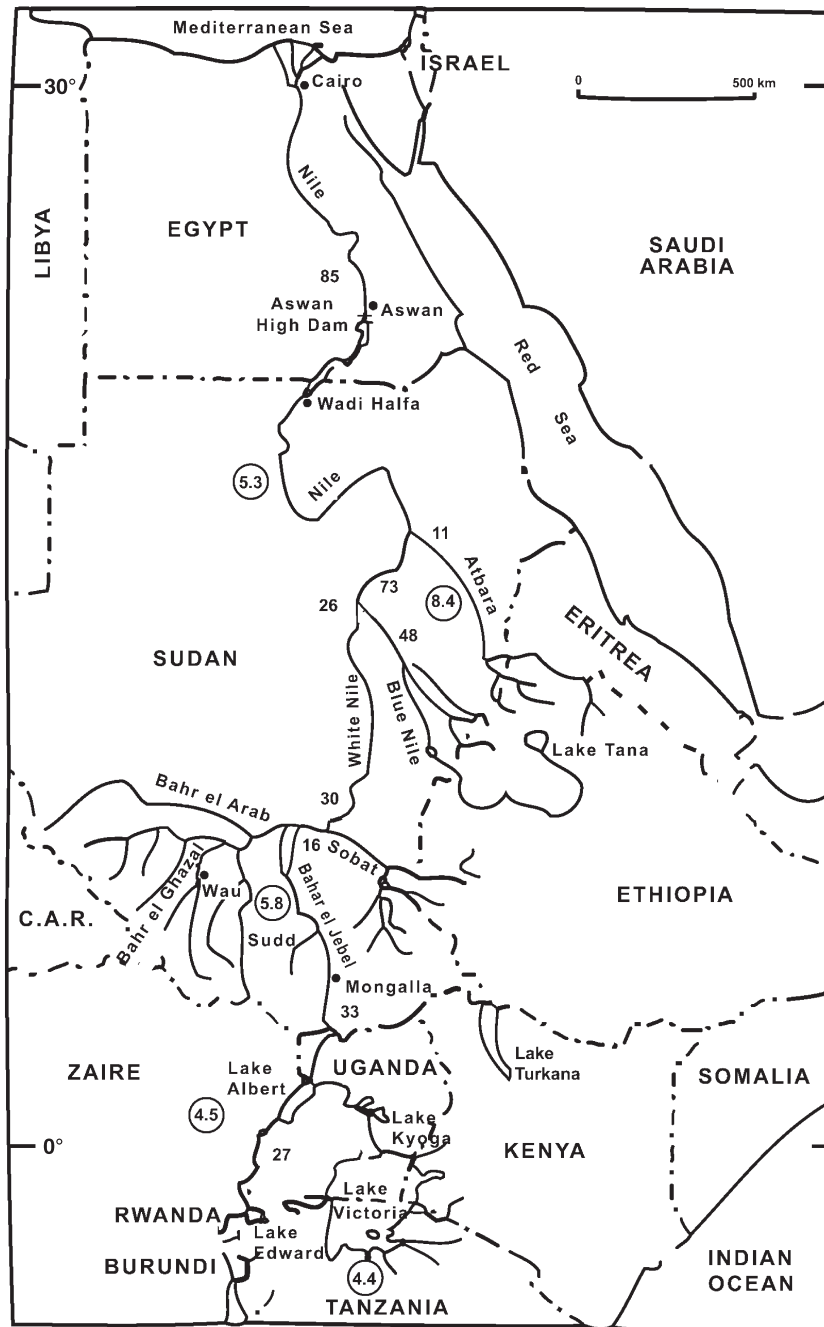 Mediterranean Sea
ISRAEL
30°
Cairo
0
500 km
Nile
LIBYA
EGYPT
SAUDI
ARABIA
85
Aswan
High Dam
Aswan
Red
Sea
Wadi Halfa
5.3
Nile
11
Atbara
73
26
8.4
ERITREA
48
SUDAN
White Nile
Blue Nile
Lake Tana
30
Bahr el Arab
16
Sobat
Bahr el Ghazal
Wau
Bahar el Jebel
ETHIOPIA
C.A.R.
5.8
Sudd
Mongalla
33
ZAIRE
Lake
Albert
UGANDA
Lake
Turkana
SOMALIA
4.5
Lake
Kyoga
0°
27
KENYA
Lake
Victoria
RWANDA
Lake
Edward
BURUNDI
4.4
TANZANIA
INDIAN
OCEAN